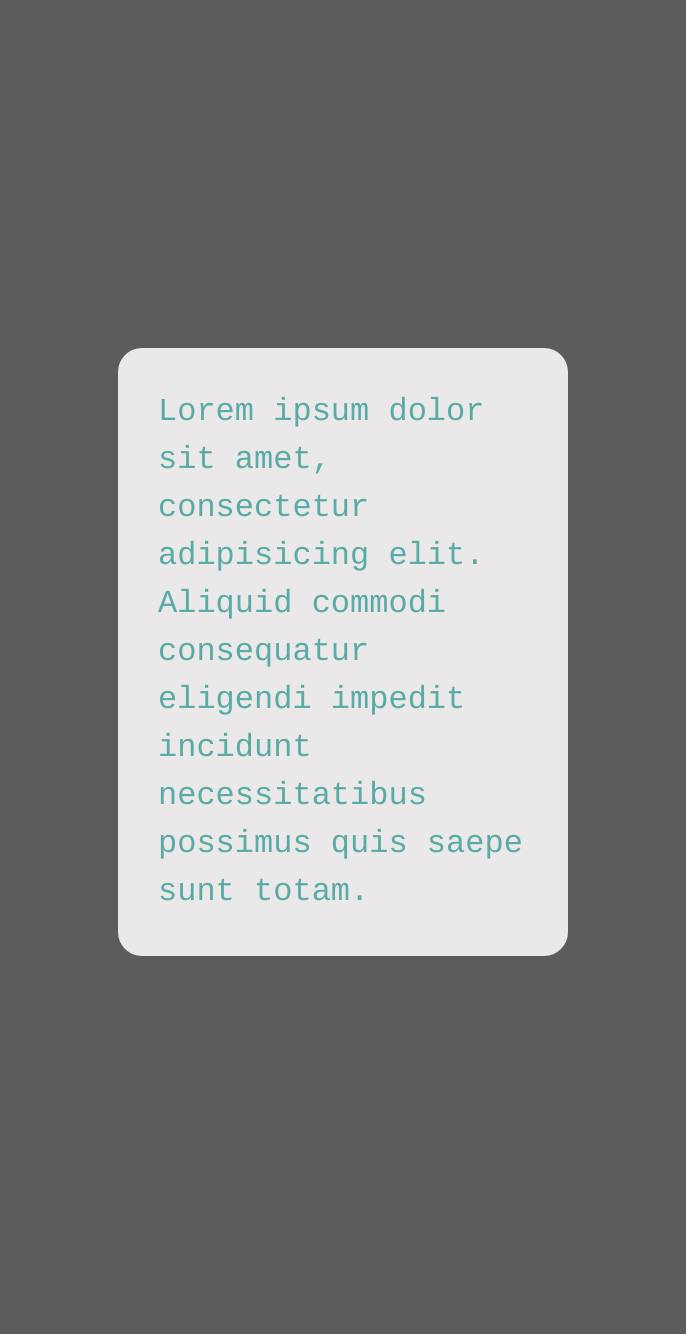 Lorem ipsum dolor
sit amet,
consectetur
adipisicing elit.
Aliquid commodi
consequatur
eligendi impedit
incidunt
necessitatibus
possimus quis saepe
sunt totam.